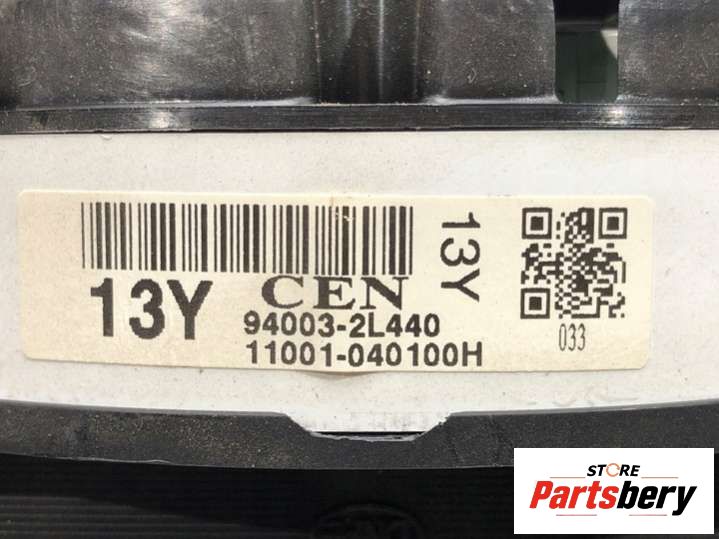 13Y
CEN
13Y
94003-2L440
11001-040100H
033
STORE
Partsbery